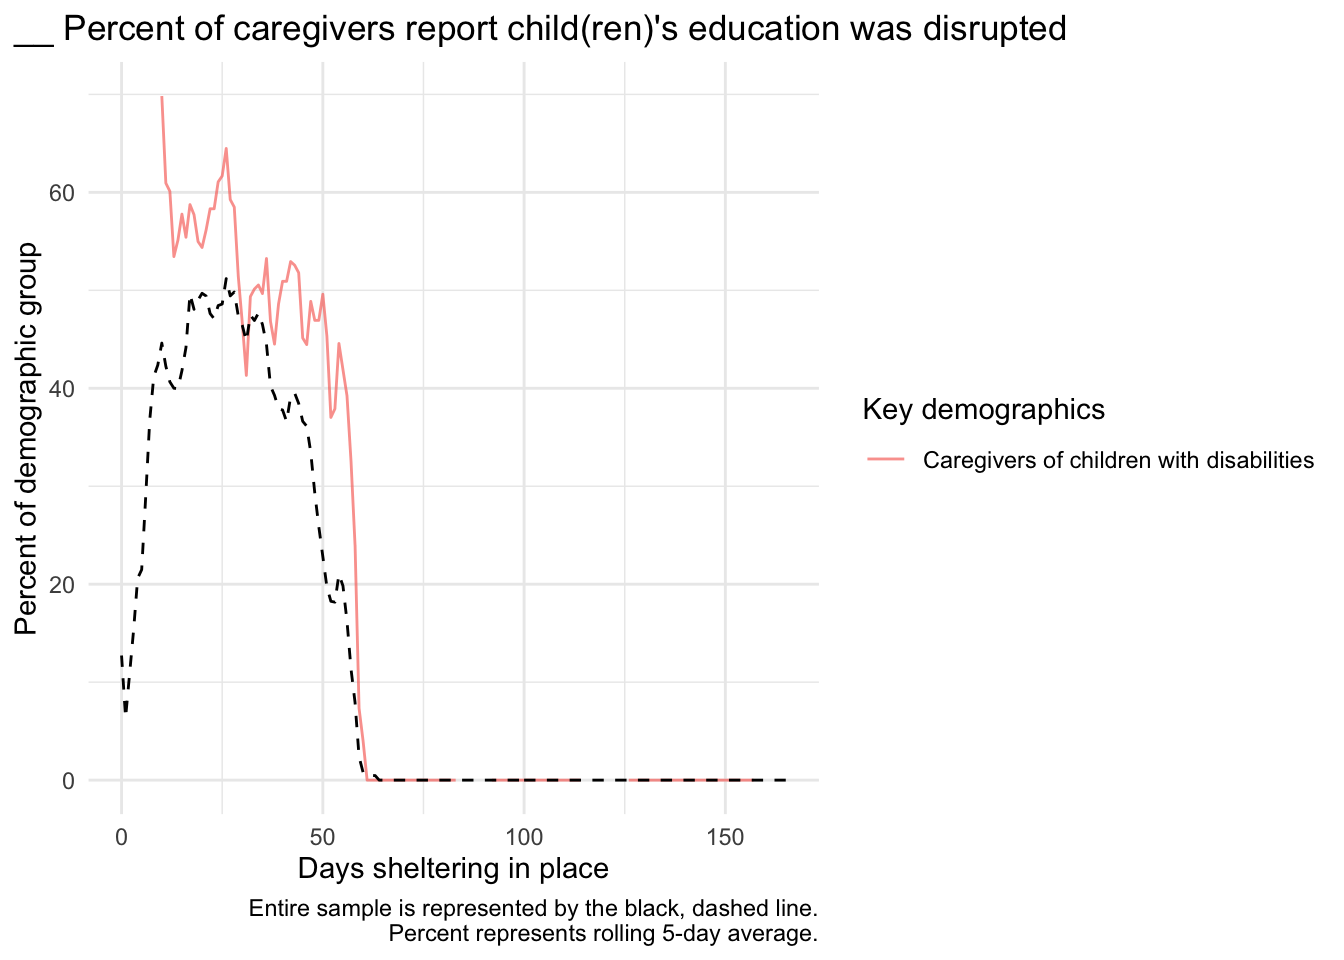 __ Percent of caregivers report child(ren)'s education was disrupted
Percent of demographic group
60
40
20
0
0 50 100 150
Days sheltering in place
Key demographics
Caregivers of children with disabilities
Entire sample is represented by the black, dashed line.
Percent represents rolling 5-day average.